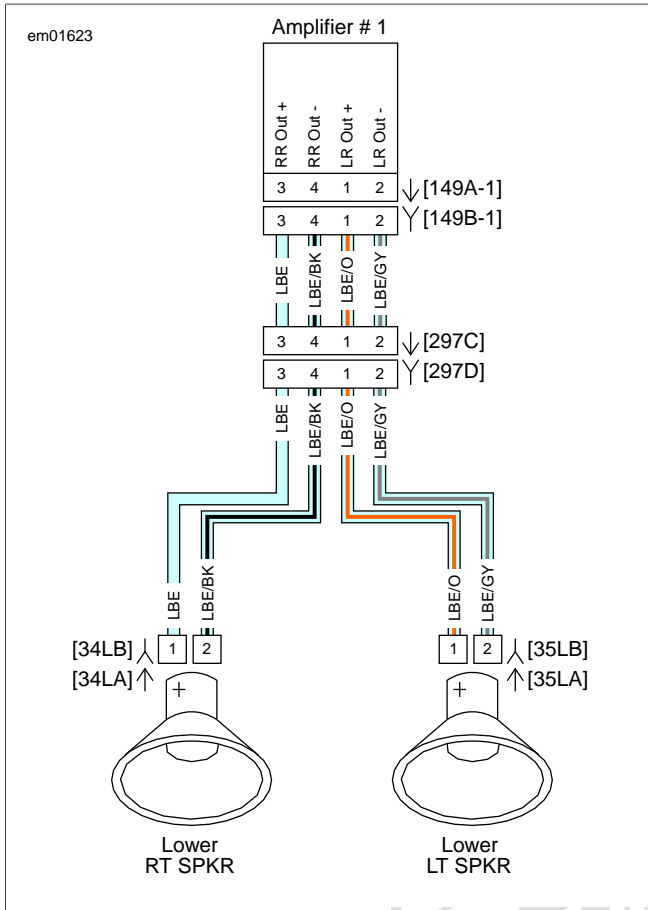 em01623
Amplifier # 1
RR Out +
RR Out -
LR Out +
LR Out -
3 4 1 2 [149A-1]
3 4 1 2 [149B-1]
LBE
LBE/BK
LBE/O
LBE/GY
3 4 1 2 [297C]
3 4 1 2 [297D]
LBE
LBE/BK
LBE/O
LBE/GY
LBE
LBE/BK
LBE/O
LBE/GY
[34LB] 1 2
1 2 [35LB]
[34LA]
[35LA]
+
+
Lower
RT SPKR
Lower
LT SPKR